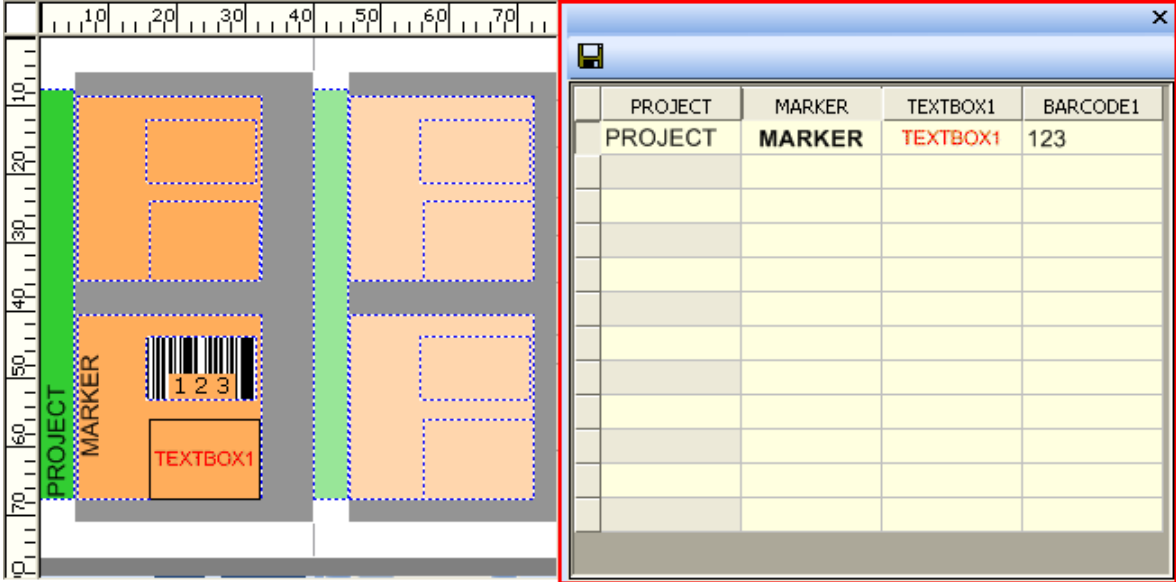 10 20 30 40 50 60 70
10
20
30
40
50
60
70
PROJECT
MARKER
1 2 3
TEXTBOX1
PROJECT MARKER TEXTBOX1 BARCODE1
PROJECT MARKER TEXTBOX1 123